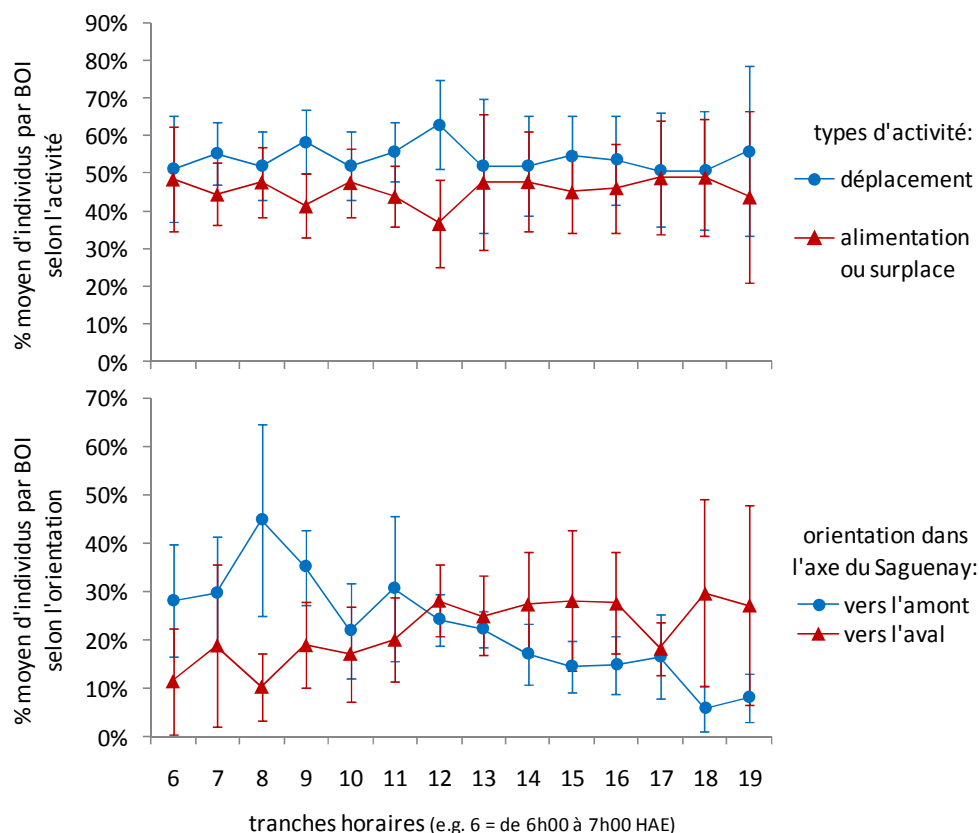 % moyen d'individus par BOI
selon l'activité
90%
80%
70%
60%
50%
40%
30%
20%
10%
0%
types d'activité:
déplacement
alimentation
ou surplace
% moyen d'individus par BOI
selon l'orientation
70%
60%
50%
40%
30%
20%
10%
0%
orientation dans
l'axe du Saguenay:
vers l'amont
vers l'aval
6 7 8 9 10 11 12 13 14 15 16 17 18 19
tranches horaires (e.g. 6 = de 6h00 à 7h00 HAE)